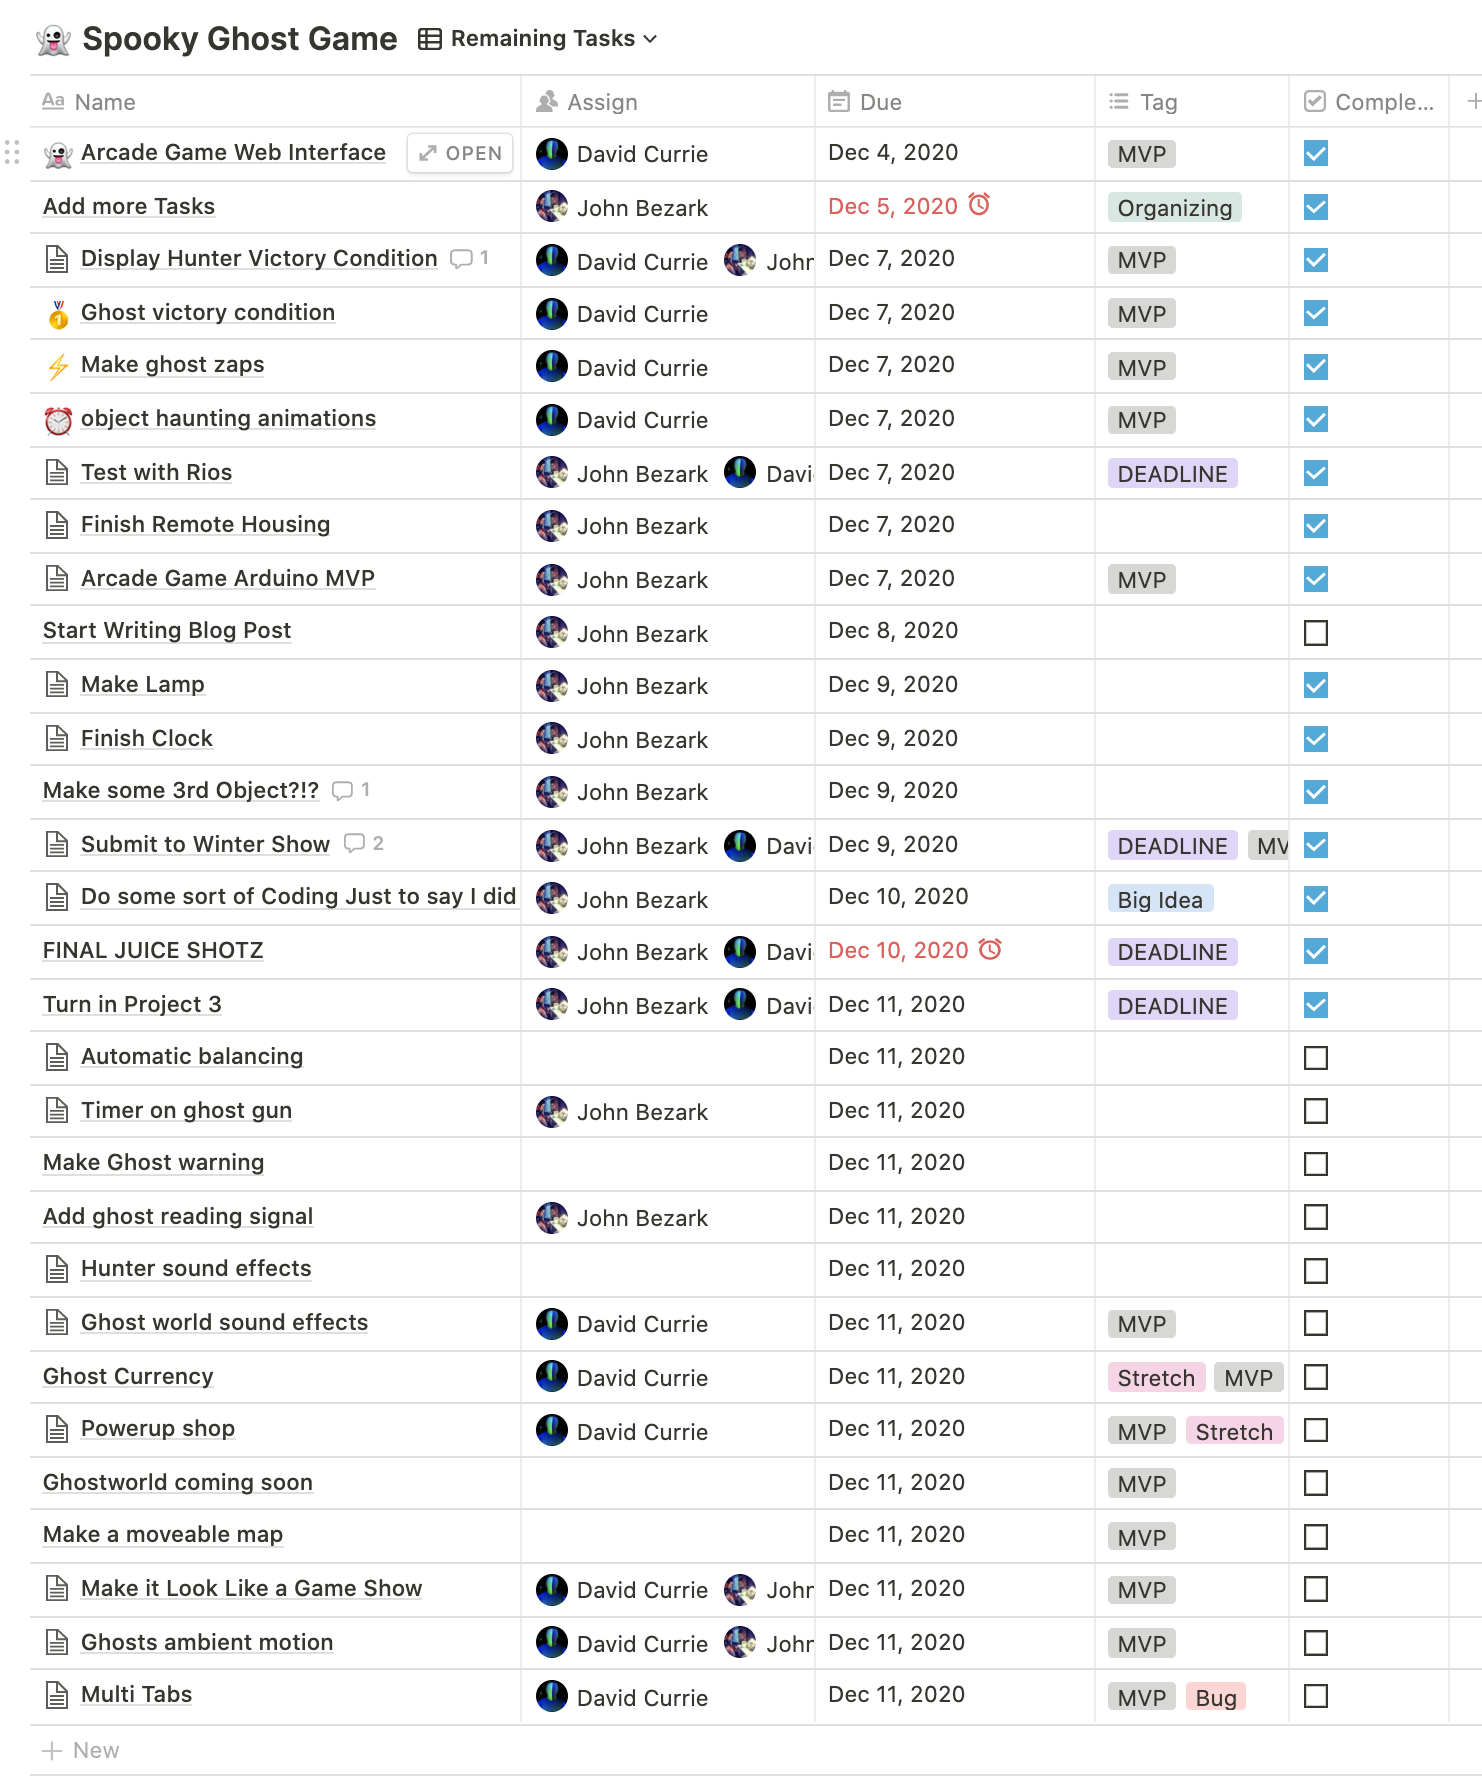 Spooky Ghost Game Remaining Tasks
Aa Name Assign Due Tag Comple...
Arcade Game Web Interface OPEN David Currie Dec 4, 2020 MVP
Add more Tasks John Bezark Dec 5, 2020 Organizing
Display Hunter Victory Condition 1 David Currie John Dec 7, 2020 MVP
Ghost victory condition David Currie Dec 7, 2020 MVP
Make ghost zaps David Currie Dec 7, 2020 MVP
object haunting animations David Currie Dec 7, 2020 MVP
Test with Rios John Bezark Davi Dec 7, 2020 DEADLINE
Finish Remote Housing John Bezark Dec 7, 2020
Arcade Game Arduino MVP John Bezark Dec 7, 2020 MVP
Start Writing Blog Post John Bezark Dec 8, 2020
Make Lamp John Bezark Dec 9, 2020
Finish Clock John Bezark Dec 9, 2020
Make some 3rd Object?!? 1 John Bezark Dec 9, 2020
Submit to Winter Show 2 John Bezark Davi Dec 9, 2020 DEADLINE MV
Do some sort of Coding Just to say I did John Bezark Dec 10, 2020 Big Idea
FINAL JUICE SHOTZ John Bezark Davi Dec 10, 2020 DEADLINE
Turn in Project 3 John Bezark Davi Dec 11, 2020 DEADLINE
Automatic balancing Dec 11, 2020
Timer on ghost gun John Bezark Dec 11, 2020
Make Ghost warning Dec 11, 2020
Add ghost reading signal John Bezark Dec 11, 2020
Hunter sound effects Dec 11, 2020
Ghost world sound effects David Currie Dec 11, 2020 MVP
Ghost Currency David Currie Dec 11, 2020 Stretch MVP
Powerup shop David Currie Dec 11, 2020 MVP Stretch
Ghostworld coming soon Dec 11, 2020 MVP
Make a moveable map Dec 11, 2020 MVP
Make it Look Like a Game Show David Currie John Dec 11, 2020 MVP
Ghosts ambient motion David Currie John Dec 11, 2020 MVP
Multi Tabs David Currie Dec 11, 2020 MVP Bug
+ New